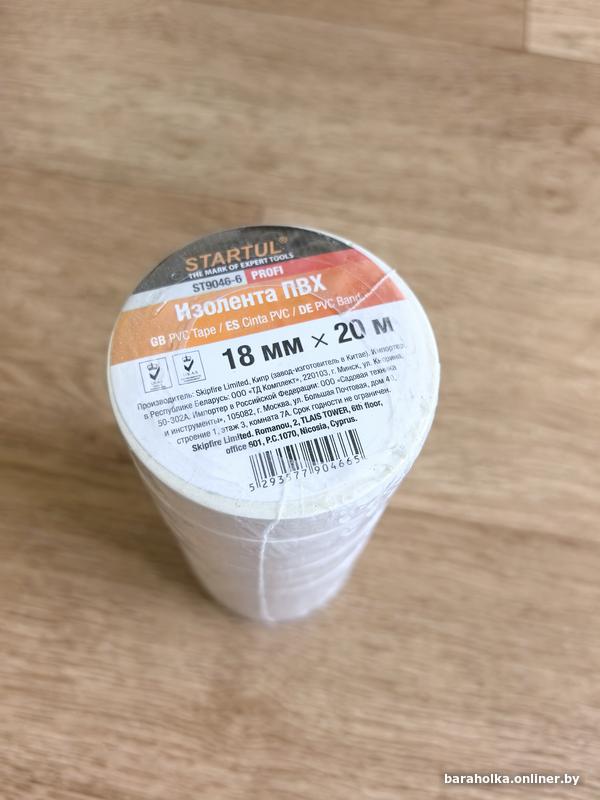 STARTUL®
THE MARK OF EXPERT TOOLS
ST9046-6 PROFI
Изолента ПВХ
GB PVC Tape / ES Cinta PVC / DE PVC Band
18 мм × 20 м
Производитель: Skipfire Limited, Кипр (завод-изготовитель в Китае). Импортер
в Республике Беларусь: ООО «ТД Комплект», 220103, г. Минск, ул. Кнорина,
50-302А. Импортер в Российской Федерации: ООО «Садовая техника
и инструменты», 105082, г. Москва, ул. Большая Почтовая, дом 4
строение 1, этаж 3, комната 7А. Срок годности не ограничен.
Skipfire Limited. Romanou, 2, TLAIS TOWER, 6th floor,
office 601, P.C.1070, Nicosia, Cyprus.
5 293577 904665
baraholka.onliner.by